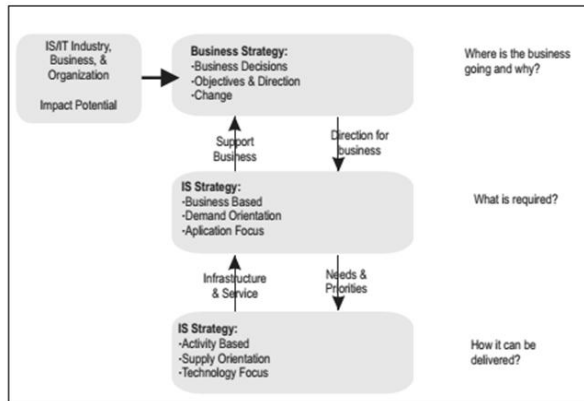 IS/IT Industry,
Business, &
Organization
Impact Potential
Business Strategy:
·Business Decisions
·Objectives & Direction
·Change
Where is the business
going and why?
Support
Business
Direction for
business
IS Strategy:
·Business Based
·Demand Orientation
·Aplication Focus
What is required?
Infrastructure
& Service
Needs &
Priorities
IS Strategy:
·Activity Based
·Supply Orientation
·Technology Focus
How it can be
delivered?